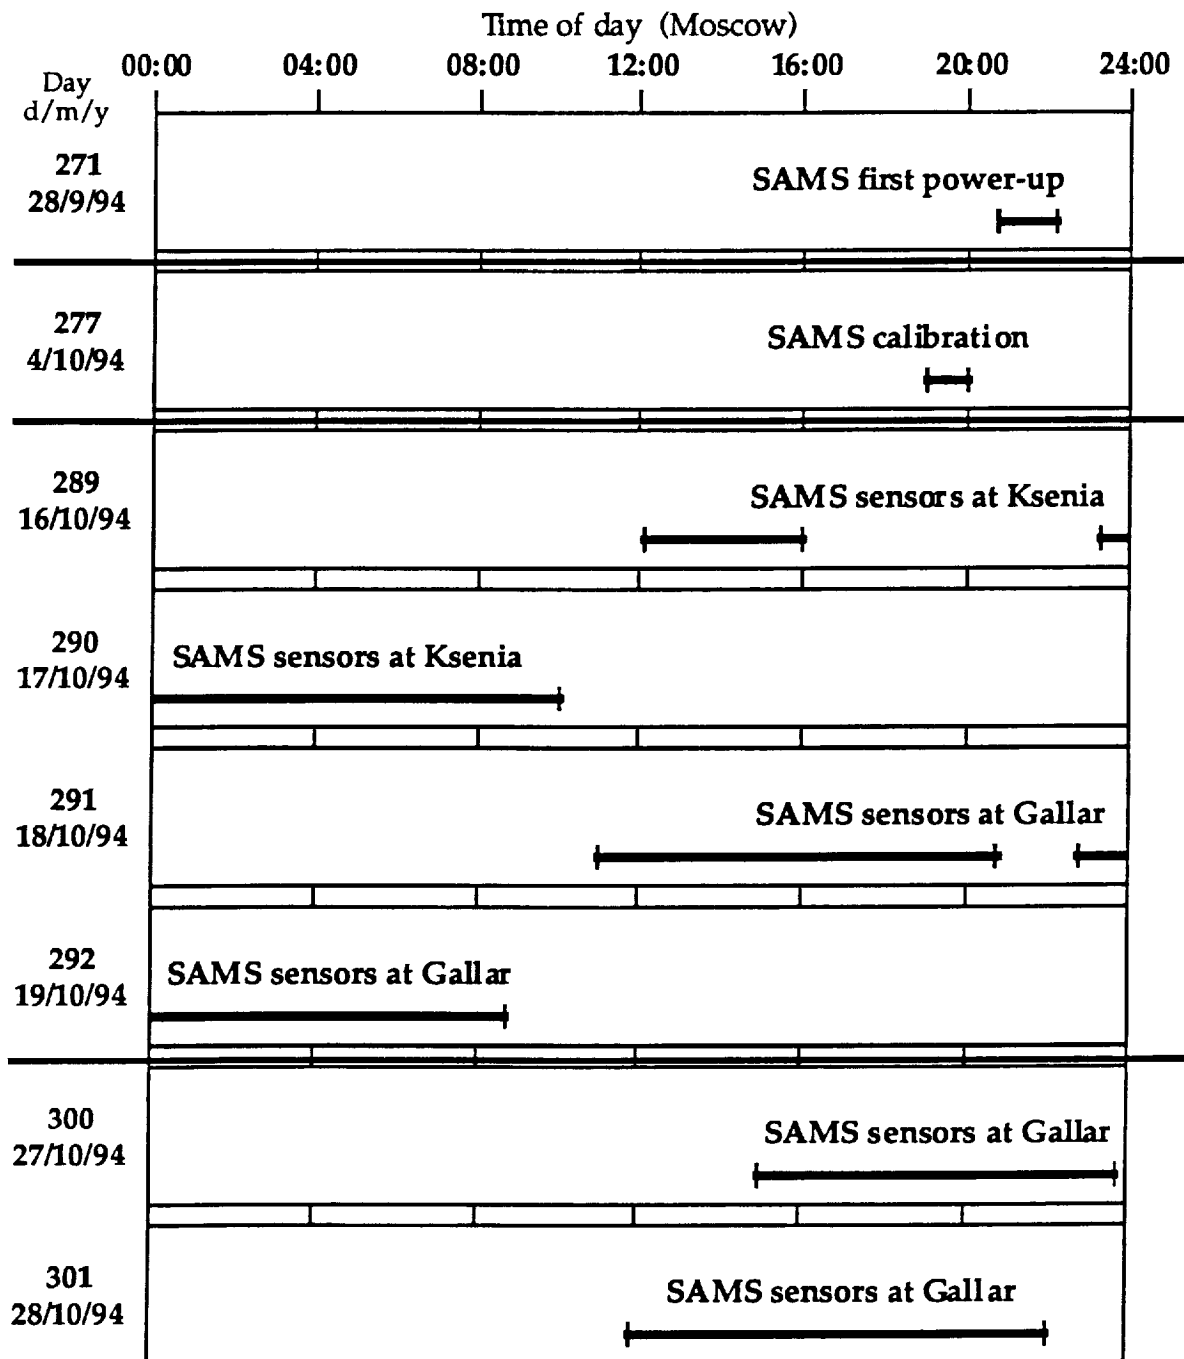 Time of day (Moscow)
00:00 04:00 08:00 12:00 16:00 20:00 24:00
Day
d/m/y
271
28/9/94
SAMS first power-up
277
4/10/94
SAMS calibration
289
16/10/94
SAMS sensors at Ksenia
290
17/10/94
SAMS sensors at Ksenia
291
18/10/94
SAMS sensors at Gallar
292
19/10/94
SAMS sensors at Gallar
300
27/10/94
SAMS sensors at Gallar
301
28/10/94
SAMS sensors at Gallar